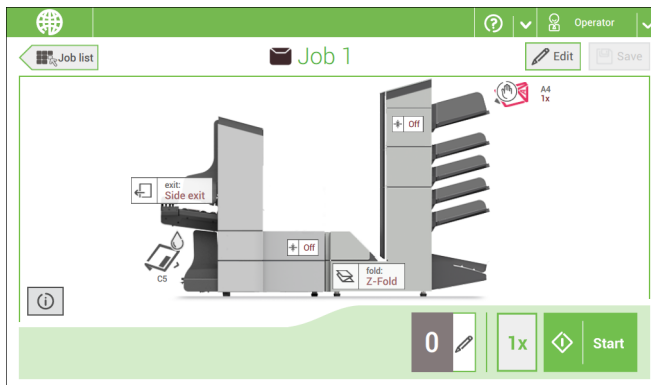 Operator
Job list
Job 1
Edit
Save
A4
1x
Off
exit:
Side exit
Off
C5
fold:
Z-Fold
0
1x
Start